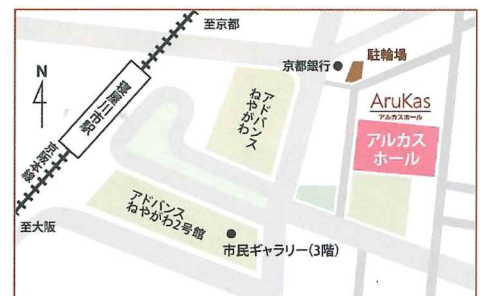 至京都
N
寝屋川市駅
京阪本線
至大阪
京都銀行
駐輪場
アドバンス
ねやがわ
AruKas
アルカスホール
アルカス
ホール
アドバンス
ねやがわ2号館
市民ギャラリー(3階)